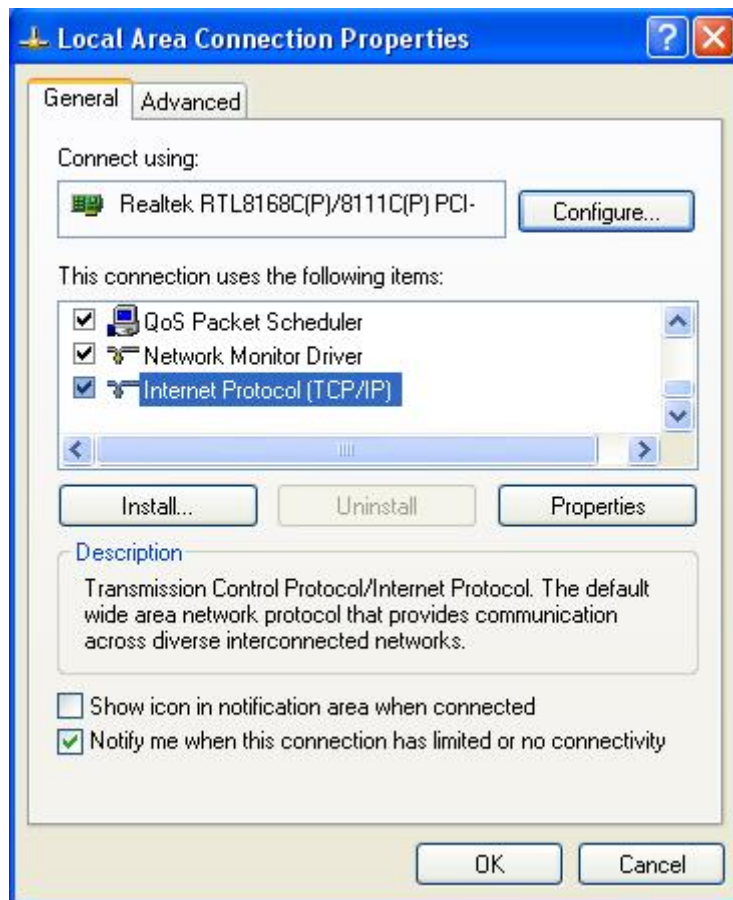 Local Area Connection Properties
General
Advanced
Connect using:
Realtek RTL8168C(P)/8111C(P) PCI-
Configure...
This connection uses the following items:
QoS Packet Scheduler
Network Monitor Driver
Internet Protocol (TCP/IP)
Install...
Uninstall
Properties
Description
Transmission Control Protocol/Internet Protocol. The default
wide area network protocol that provides communication
across diverse interconnected networks.
Show icon in notification area when connected
Notify me when this connection has limited or no connectivity
OK
Cancel